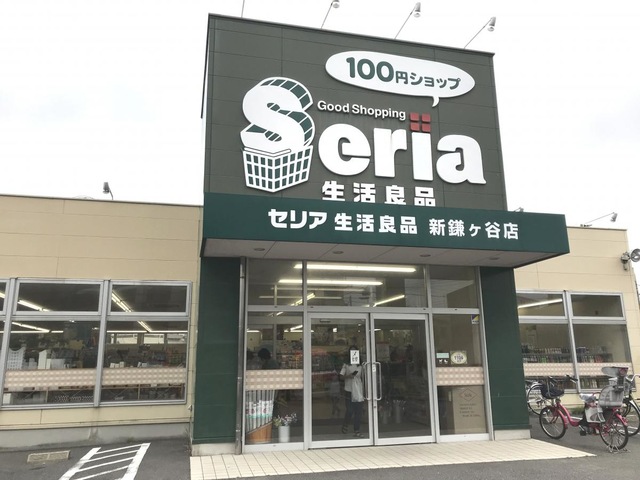 100円ショップ
Good Shopping
Seria
生活良品
セリア 生活良品 新鎌ヶ谷店